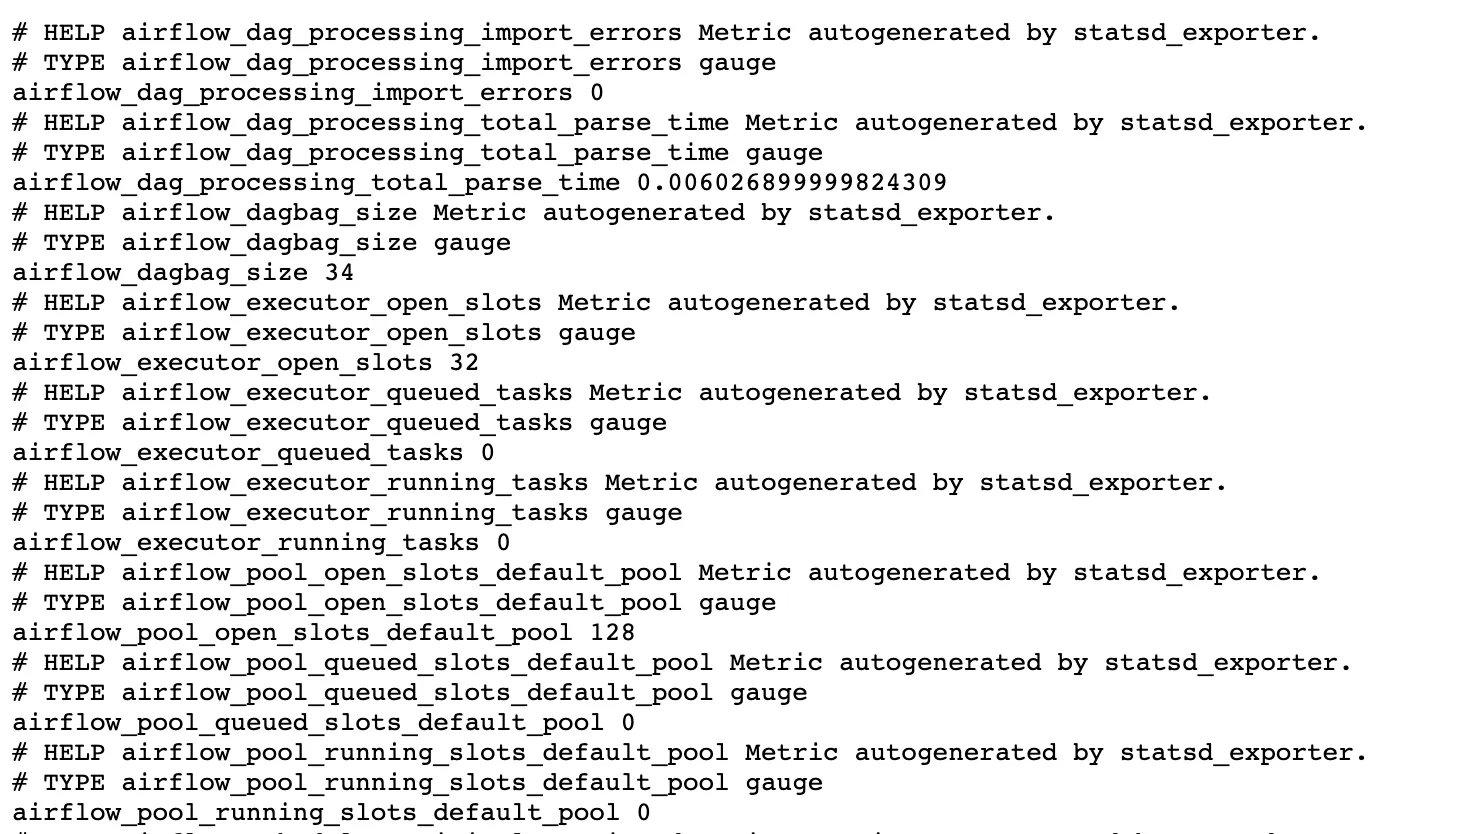 # HELP airflow_dag_processing_import_errors Metric autogenerated by statsd_exporter.
# TYPE airflow_dag_processing_import_errors gauge
airflow_dag_processing_import_errors 0
# HELP airflow_dag_processing_total_parse_time Metric autogenerated by statsd_exporter.
# TYPE airflow_dag_processing_total_parse_time gauge
airflow_dag_processing_total_parse_time 0.006026899999824309
# HELP airflow_dagbag_size Metric autogenerated by statsd_exporter.
# TYPE airflow_dagbag_size gauge
airflow_dagbag_size 34
# HELP airflow_executor_open_slots Metric autogenerated by statsd_exporter.
# TYPE airflow_executor_open_slots gauge
airflow_executor_open_slots 32
# HELP airflow_executor_queued_tasks Metric autogenerated by statsd_exporter.
# TYPE airflow_executor_queued_tasks gauge
airflow_executor_queued_tasks 0
# HELP airflow_executor_running_tasks Metric autogenerated by statsd_exporter.
# TYPE airflow_executor_running_tasks gauge
airflow_executor_running_tasks 0
# HELP airflow_pool_open_slots_default_pool Metric autogenerated by statsd_exporter.
# TYPE airflow_pool_open_slots_default_pool gauge
airflow_pool_open_slots_default_pool 128
# HELP airflow_pool_queued_slots_default_pool Metric autogenerated by statsd_exporter.
# TYPE airflow_pool_queued_slots_default_pool gauge
airflow_pool_queued_slots_default_pool 0
# HELP airflow_pool_running_slots_default_pool Metric autogenerated by statsd_exporter.
# TYPE airflow_pool_running_slots_default_pool gauge
airflow_pool_running_slots_default_pool 0